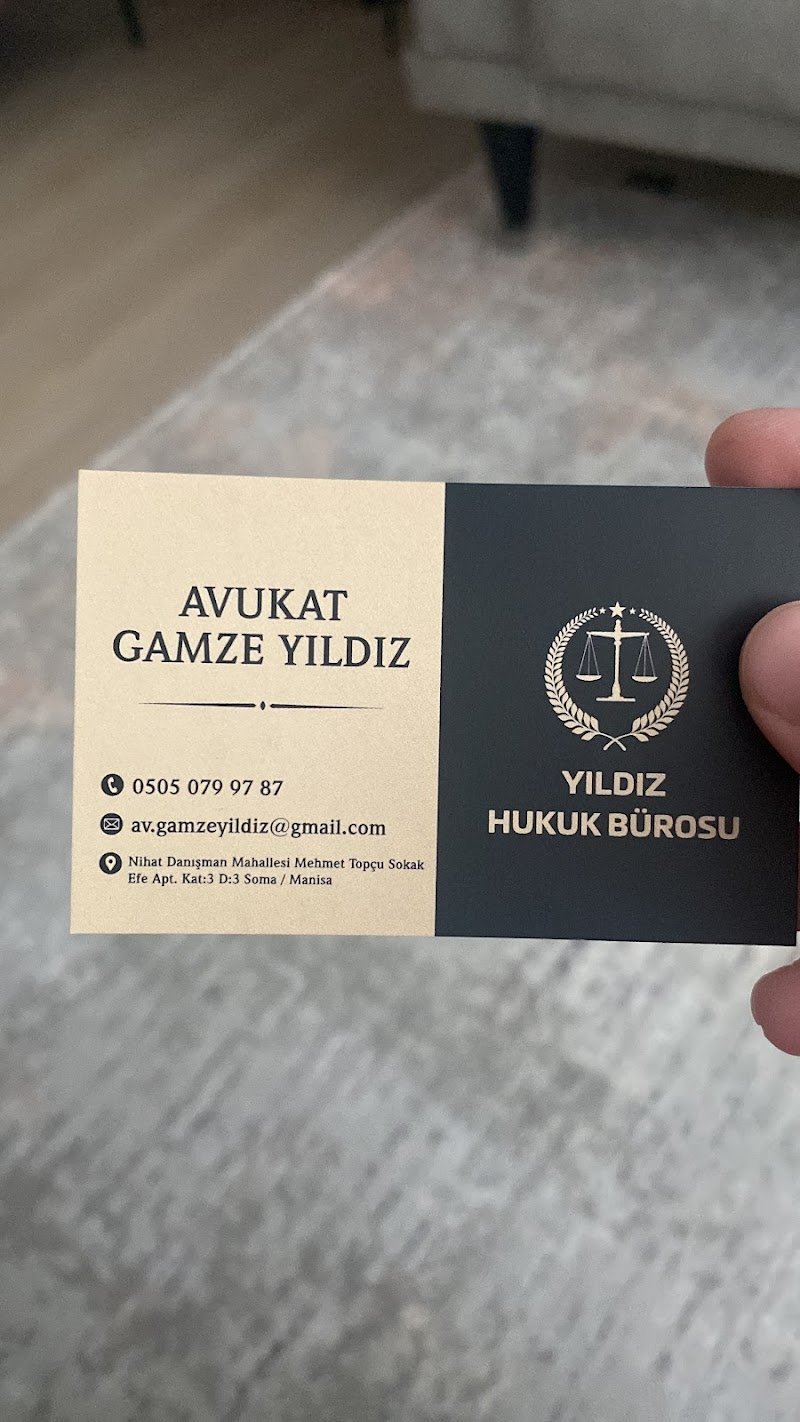 AVUKAT
GAMZE YILDIZ
0505 079 97 87
av.gamzeyildiz@gmail.com
Nihat Danışman Mahallesi Mehmet Topçu Sokak
Efe Apt. Kat:3 D:3 Soma / Manisa
YILDIZ
HUKUK BÜROSU